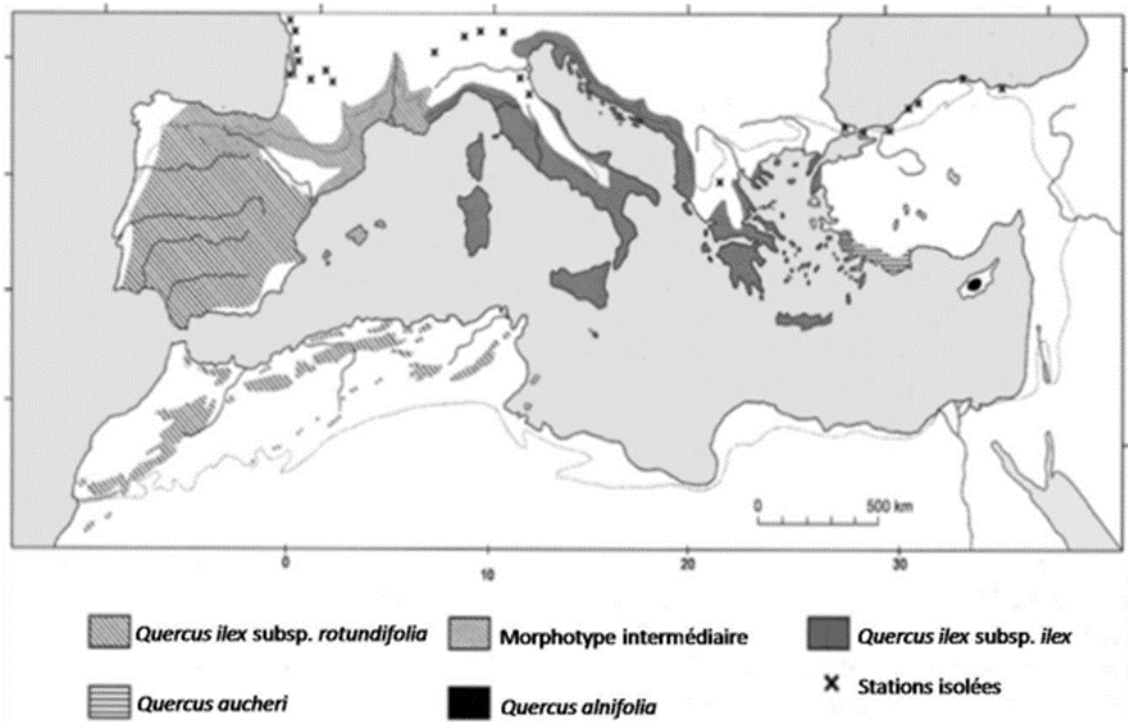 0 500 km
0 10 20 30
Quercus ilex subsp. rotundifolia Morphotype intermédiaire Quercus ilex subsp. ilex
Quercus aucheri Quercus alnifolia Stations isolées